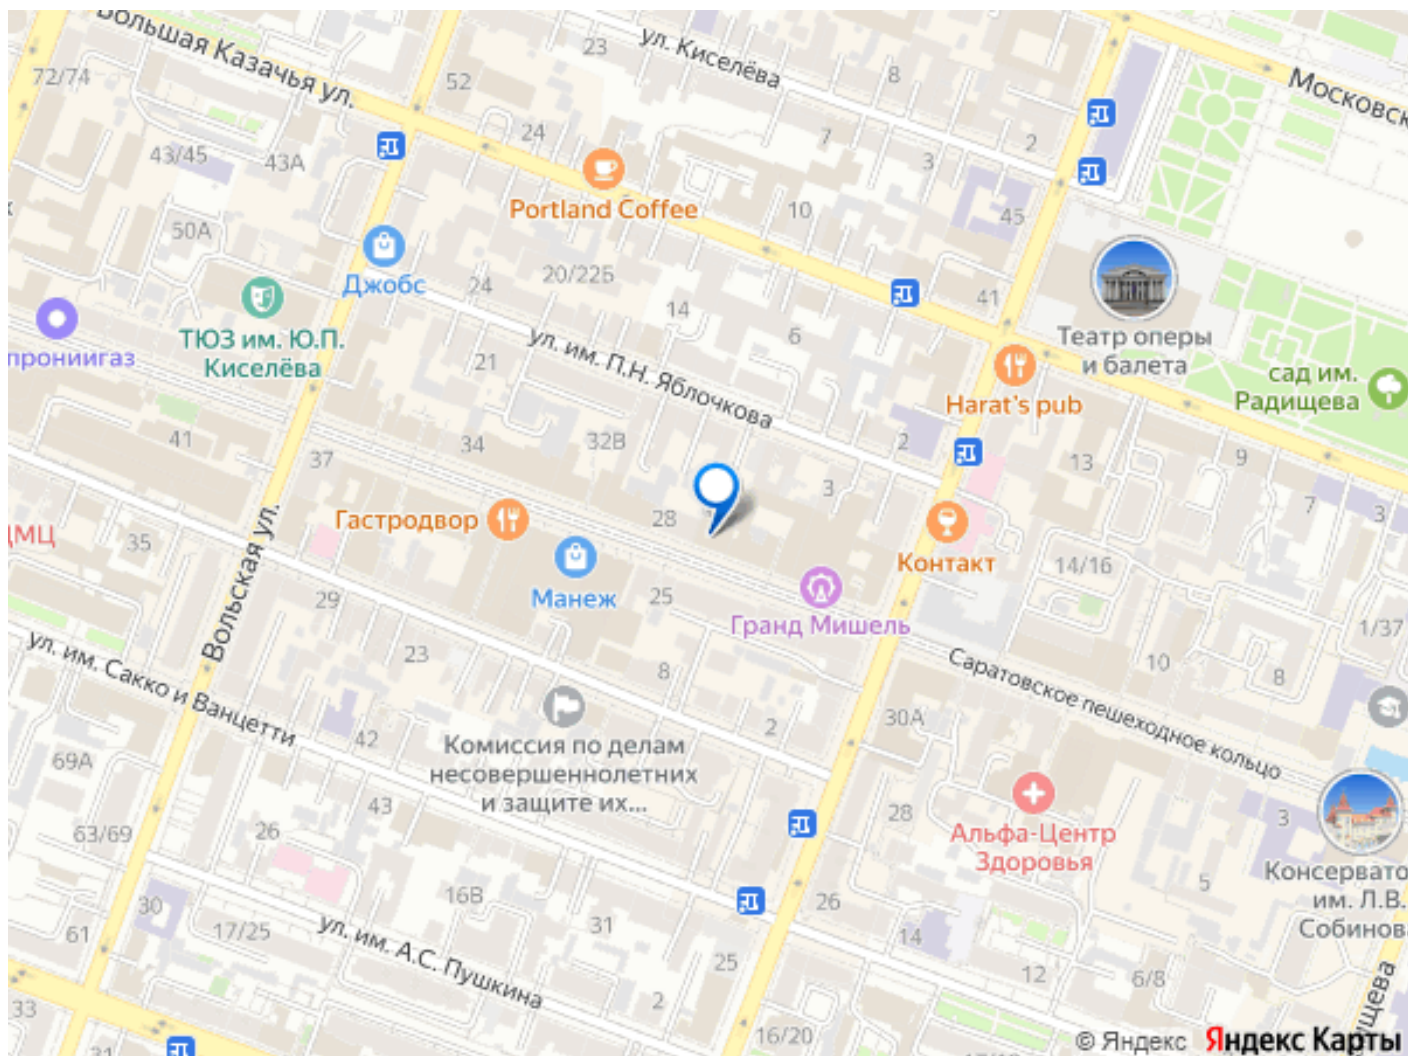 Большая Казачья ул.
72/74
52
23
ул. Киселёва
8
Московск
24
7
3
2
43/45
43А
Portland Coffee
10
45
50А
Джобс
24
20/22Б
14
6
41
Театр оперы
и балета
ТЮЗ им. Ю.П.
Киселёва
прониигаз
21
ул. им. П.Н. Яблочкова
Harat's pub
сад им.
Радищева
41
37
34
32В
2
13
9
7
3
3
Гастродвор
28
Контакт
ДМЦ
35
14/16
Манеж
25
Гранд Мишель
29
Вольская ул.
1/37
23
8
Саратовское пешеходное кольцо
10
8
ул. им. Сакко и Ванцетти
2
30А
42
Комиссия по делам
несовершеннолетних
и защите их...
69А
43
28
3
Альфа-Центр
Здоровья
63/69
26
Консервато
им. Л.В.
Собинов
5
16В
30
26
31
17/25
61
14
ул. им. А.С. Пушкина
25
12
6/8
2
33
16/20
31
ищева
© Яндекс Яндекс Карты